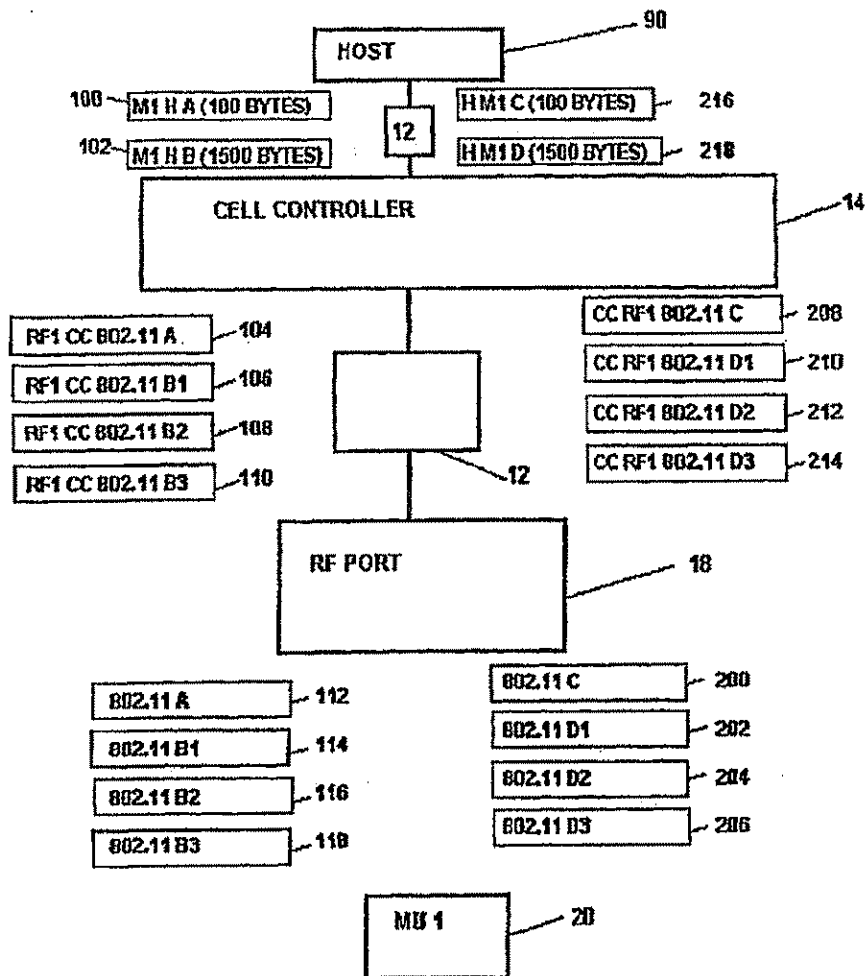 HOST
90
100
M1 H A (100 BYTES)
12
H M1 C (100 BYTES)
216
102
M1 H B (1500 BYTES)
H M1 D (1500 BYTES)
218
CELL CONTROLLER
14
RF1 CC 802.11 A
104
CC RF1 802.11 C
208
RF1 CC 802.11 B1
106
CC RF1 802.11 D1
210
RF1 CC 802.11 B2
108
CC RF1 802.11 D2
212
RF1 CC 802.11 B3
110
CC RF1 802.11 D3
214
12
RF PORT
18
802.11 A
112
802.11 C
200
802.11 B1
114
802.11 D1
202
802.11 B2
116
802.11 D2
204
802.11 B3
118
802.11 D3
206
MU 1
20